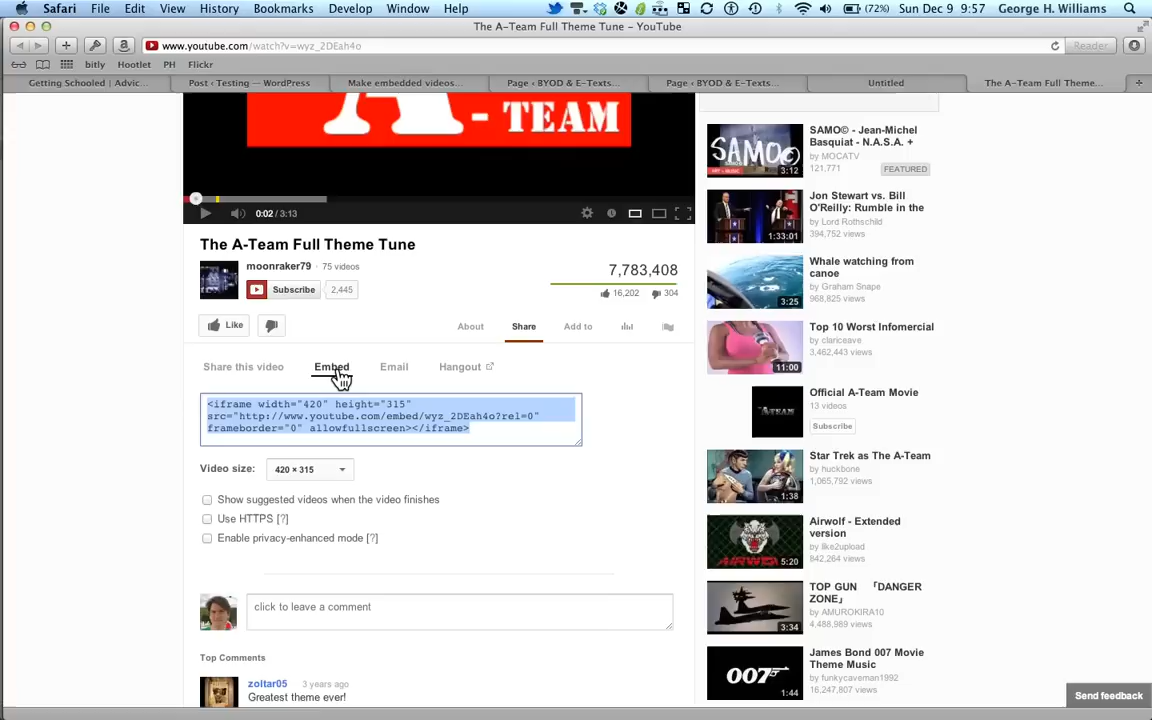 Safari File Edit View History Bookmarks Develop Window Help (72%) Sun Dec 9 9:57 George H. Williams
The A-Team Full Theme Tune - YouTube
www.youtube.com/watch?v=wyz_2DEah4o Reader
bitly Hootlet PH Flickr
Getting Schooled | Advic... Post ‹ Testing — WordPress Make embedded videos... Page ‹ BYOD & E-Texts... Page ‹ BYOD & E-Texts... Untitled The A-Team Full Theme...
A - TEAM
0:02 / 3:13
The A-Team Full Theme Tune
moonraker79 · 75 videos
Subscribe 2,445
7,783,408
16,202 304
Like
About Share Add to
Share this video Embed Email Hangout
<iframe width="420" height="315"
src="http://www.youtube.com/embed/wyz_2DEah4o?rel=0"
frameborder="0" allowfullscreen></iframe>
Video size: 420 × 315
Show suggested videos when the video finishes
Use HTTPS [?]
Enable privacy-enhanced mode [?]
click to leave a comment
Top Comments
zoltar05 3 years ago
Greatest theme ever!
SAMO
3:12
SAMO© - Jean-Michel
Basquiat - N.A.S.A. +
by MOCATV
121,771 FEATURED
1:33:01
Jon Stewart vs. Bill
O'Reilly: Rumble in the
by Lord Rothschild
394,752 views
3:25
Whale watching from
canoe
by Graham Snape
968,825 views
11:00
Top 10 Worst Infomercial
by clariceave
3,462,443 views
A-TEAM
Official A-Team Movie
13 videos
Subscribe
1:38
Star Trek as The A-Team
by huckbone
1,065,792 views
AIRWOLF
5:20
Airwolf - Extended
version
by like2upload
842,264 views
3:34
TOP GUN 「DANGER
ZONE」
by AMUROKIRA10
4,488,989 views
007
1:44
James Bond 007 Movie
Theme Music
by funkycaveman1992
16,247,807 views
Send feedback